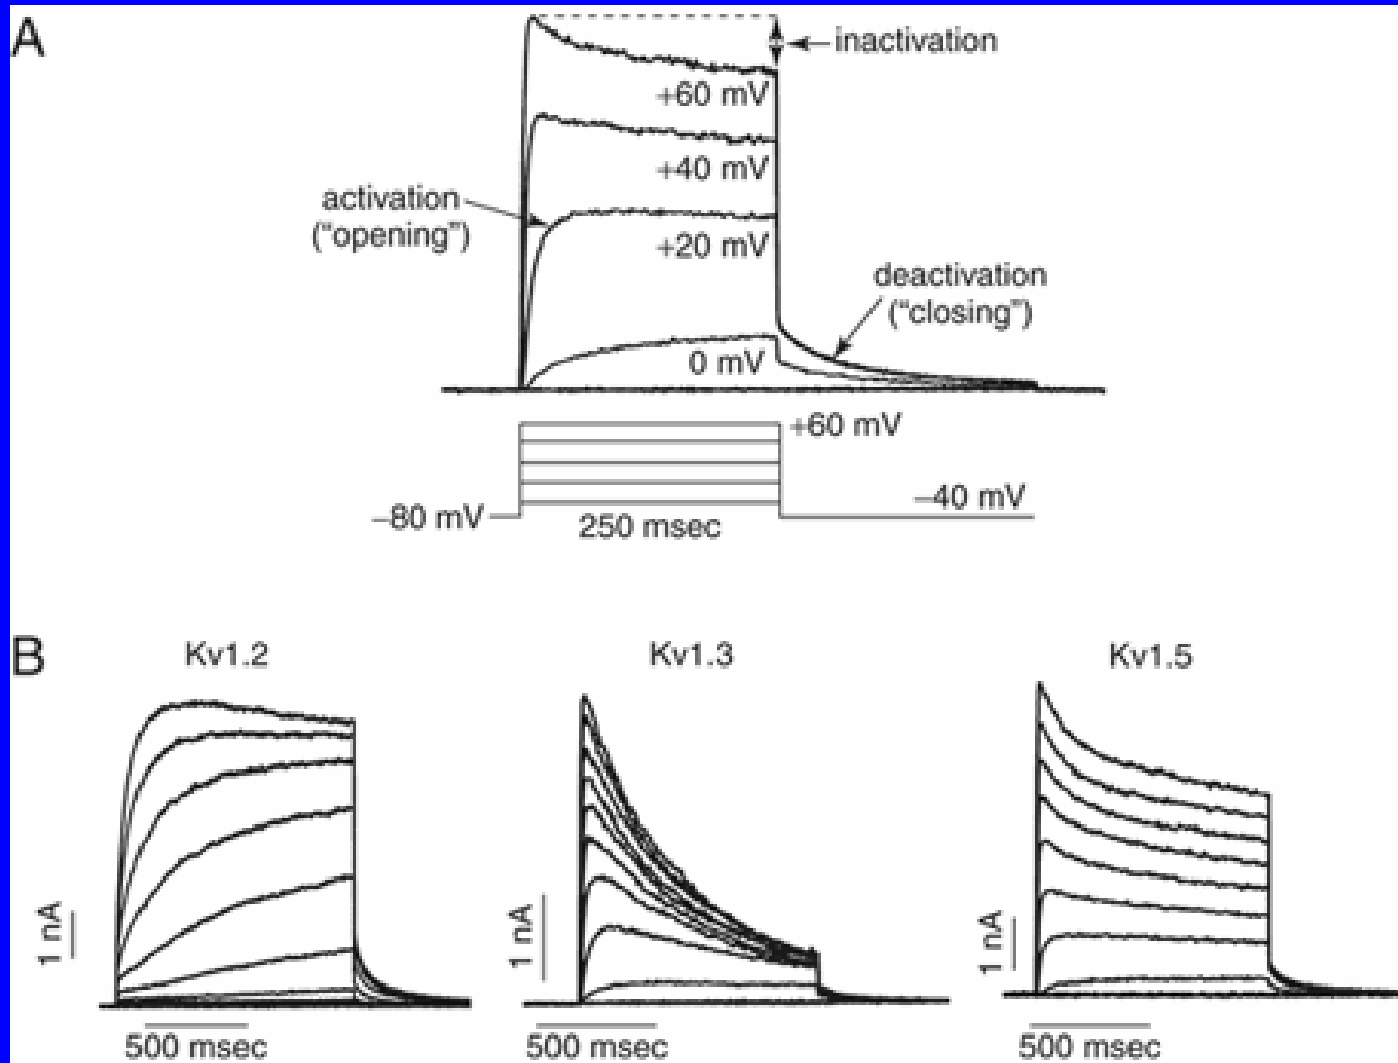 A
inactivation
+60 mV
+40 mV
activation
(“opening”)
+20 mV
deactivation
(“closing”)
0 mV
+60 mV
−80 mV
−40 mV
250 msec
B
Kv1.2
Kv1.3
Kv1.5
1 nA
1 nA
1 nA
500 msec
500 msec
500 msec